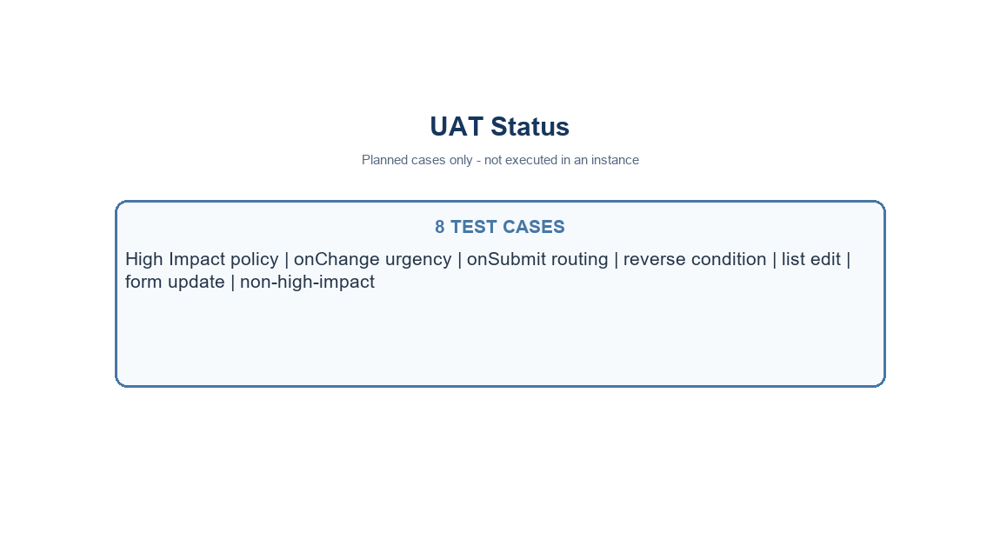 UAT Status
Planned cases only - not executed in an instance
8 TEST CASES
High Impact policy | onChange urgency | onSubmit routing | reverse condition | list edit |
form update | non-high-impact